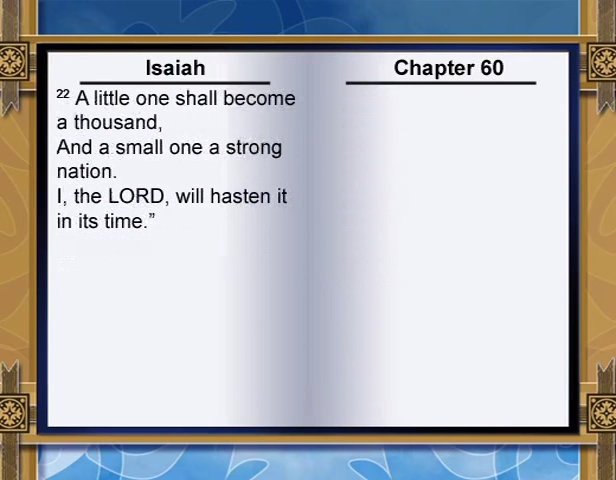 Isaiah
Chapter 60
22 A little one shall become
a thousand,
And a small one a strong
nation.
I, the LORD, will hasten it
in its time.”